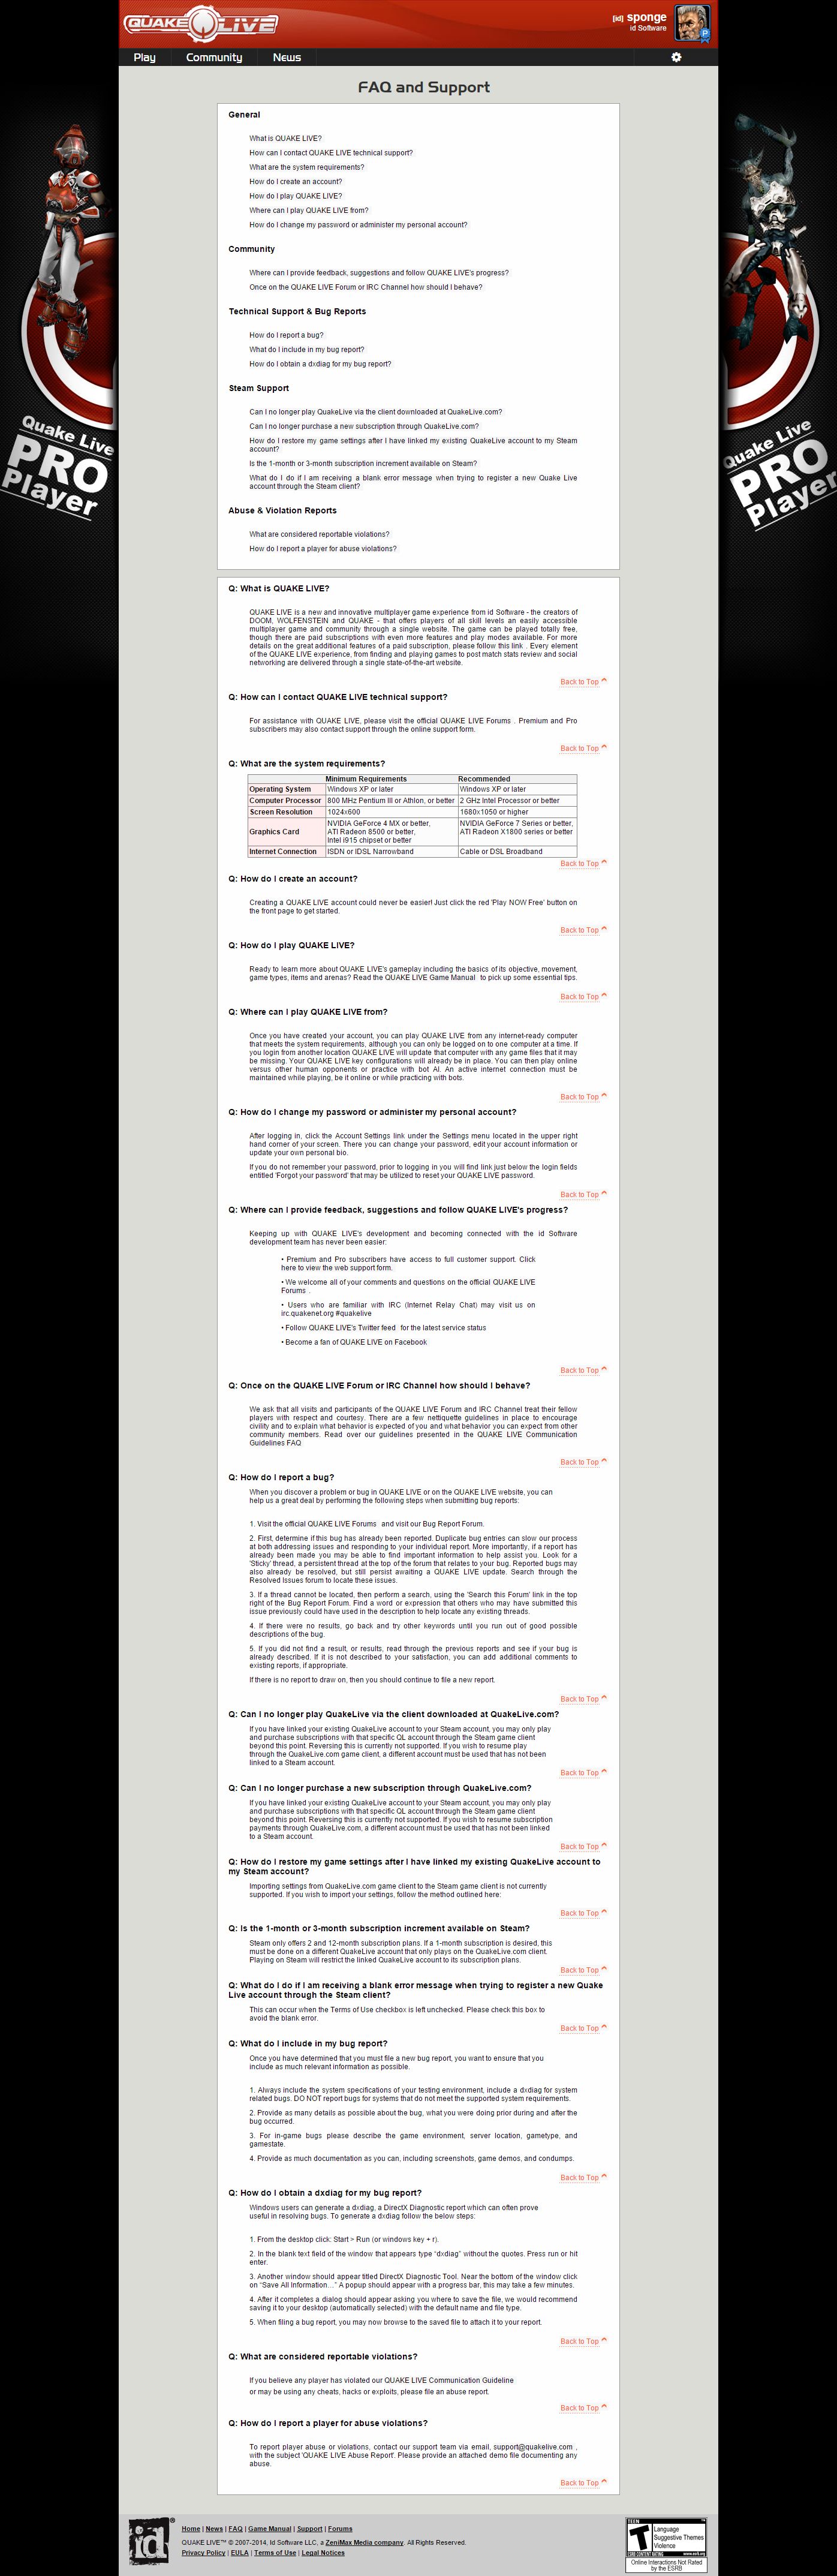 QUAKE LIVE
[id] sponge
id Software
P
Play
Community
News
FAQ and Support
General
What is QUAKE LIVE?
How can I contact QUAKE LIVE technical support?
What are the system requirements?
How do I create an account?
How do I play QUAKE LIVE?
Where can I play QUAKE LIVE from?
How do I change my password or administer my personal account?
Community
Where can I provide feedback, suggestions and follow QUAKE LIVE's progress?
Once on the QUAKE LIVE Forum or IRC Channel how should I behave?
Technical Support & Bug Reports
How do I report a bug?
What do I include in my bug report?
How do I obtain a dxdiag for my bug report?
Steam Support
Can I no longer play QuakeLive via the client downloaded at QuakeLive.com?
Can I no longer purchase a new subscription through QuakeLive.com?
How do I restore my game settings after I have linked my existing QuakeLive account to my Steam
account?
Is the 1-month or 3-month subscription increment available on Steam?
What do I do if I am receiving a blank error message when trying to register a new Quake Live
account through the Steam client?
Abuse & Violation Reports
What are considered reportable violations?
How do I report a player for abuse violations?
Quake Live
PRO
Player
Quake Live
PRO
Player
Q: What is QUAKE LIVE?
QUAKE LIVE is a new and innovative multiplayer game experience from id Software - the creators of
DOOM, WOLFENSTEIN and QUAKE - that offers players of all skill levels an easily accessible
multiplayer game and community through a single website. The game can be played totally free,
though there are paid subscriptions with even more features and play modes available. For more
details on the great additional features of a paid subscription, please follow this link . Every element
of the QUAKE LIVE experience, from finding and playing games to post match stats review and social
networking are delivered through a single state-of-the-art website.
Back to Top
Q: How can I contact QUAKE LIVE technical support?
For assistance with QUAKE LIVE, please visit the official QUAKE LIVE Forums . Premium and Pro
subscribers may also contact support through the online support form.
Back to Top
Q: What are the system requirements?
Minimum Requirements Recommended
Operating System Windows XP or later Windows XP or later
Computer Processor 800 MHz Pentium III or Athlon, or better 2 GHz Intel Processor or better
Screen Resolution 1024x600 1680x1050 or higher
Graphics Card NVIDIA GeForce 4 MX or better, NVIDIA GeForce 7 Series or better,
ATI Radeon 8500 or better, ATI Radeon X1800 series or better
Intel i915 chipset or better
Internet Connection ISDN or IDSL Narrowband Cable or DSL Broadband
Back to Top
Q: How do I create an account?
Creating a QUAKE LIVE account could never be easier! Just click the red 'Play NOW Free' button on
the front page to get started.
Back to Top
Q: How do I play QUAKE LIVE?
Ready to learn more about QUAKE LIVE's gameplay including the basics of its objective, movement,
game types, items and arenas? Read the QUAKE LIVE Game Manual to pick up some essential tips.
Back to Top
Q: Where can I play QUAKE LIVE from?
Once you have created your account, you can play QUAKE LIVE from any internet-ready computer
that meets the system requirements, although you can only be logged on to one computer at a time. If
you login from another location QUAKE LIVE will update that computer with any game files that it may
be missing. Your QUAKE LIVE key configurations will already be in place. You can then play online
versus other human opponents or practice with bot AI. An active internet connection must be
maintained while playing, be it online or while practicing with bots.
Back to Top
Q: How do I change my password or administer my personal account?
After logging in, click the Account Settings link under the Settings menu located in the upper right
hand corner of your screen. There you can change your password, edit your account information or
update your own personal bio.
If you do not remember your password, prior to logging in you will find link just below the login fields
entitled 'Forgot your password' that may be utilized to reset your QUAKE LIVE password.
Back to Top
Q: Where can I provide feedback, suggestions and follow QUAKE LIVE's progress?
Keeping up with QUAKE LIVE's development and becoming connected with the id Software
development team has never been easier:
• Premium and Pro subscribers have access to full customer support. Click
here to view the web support form.
• We welcome all of your comments and questions on the official QUAKE LIVE
Forums .
• Users who are familiar with IRC (Internet Relay Chat) may visit us on
irc.quakenet.org #quakelive
• Follow QUAKE LIVE's Twitter feed for the latest service status
• Become a fan of QUAKE LIVE on Facebook
Back to Top
Q: Once on the QUAKE LIVE Forum or IRC Channel how should I behave?
We ask that all visits and participants of the QUAKE LIVE Forum and IRC Channel treat their fellow
players with respect and courtesy. There are a few nettiquette guidelines in place to encourage
civility and to explain what behavior is expected of you and what behavior you can expect from other
community members. Read over our guidelines presented in the QUAKE LIVE Communication
Guidelines FAQ
Back to Top
Q: How do I report a bug?
When you discover a problem or bug in QUAKE LIVE or on the QUAKE LIVE website, you can
help us a great deal by performing the following steps when submitting bug reports:
1. Visit the official QUAKE LIVE Forums and visit our Bug Report Forum.
2. First, determine if this bug has already been reported. Duplicate bug entries can slow our process
at both addressing issues and responding to your individual report. More importantly, if a report has
already been made you may be able to find important information to help assist you. Look for a
'Sticky' thread, a persistent thread at the top of the forum that relates to your bug. Reported bugs may
also already be resolved, but still persist awaiting a QUAKE LIVE update. Search through the
Resolved Issues forum to locate these issues.
3. If a thread cannot be located, then perform a search, using the 'Search this Forum' link in the top
right of the Bug Report Forum. Find a word or expression that others who may have submitted this
issue previously could have used in the description to help locate any existing threads.
4. If there were no results, go back and try other keywords until you run out of good possible
descriptions of the bug.
5. If you did not find a result, or results, read through the previous reports and see if your bug is
already described. If it is not described to your satisfaction, you can add additional comments to
existing reports, if appropriate.
If there is no report to draw on, then you should continue to file a new report.
Back to Top
Q: Can I no longer play QuakeLive via the client downloaded at QuakeLive.com?
If you have linked your existing QuakeLive account to your Steam account, you may only play
and purchase subscriptions with that specific QL account through the Steam game client
beyond this point. Reversing this is currently not supported. If you wish to resume play
through the QuakeLive.com game client, a different account must be used that has not been
linked to a Steam account.
Back to Top
Q: Can I no longer purchase a new subscription through QuakeLive.com?
If you have linked your existing QuakeLive account to your Steam account, you may only play
and purchase subscriptions with that specific QL account through the Steam game client
beyond this point. Reversing this is currently not supported. If you wish to resume subscription
payments through QuakeLive.com, a different account must be used that has not been linked
to a Steam account.
Back to Top
Q: How do I restore my game settings after I have linked my existing QuakeLive account to
my Steam account?
Importing settings from QuakeLive.com game client to the Steam game client is not currently
supported. If you wish to import your settings, follow the method outlined here:
Back to Top
Q: Is the 1-month or 3-month subscription increment available on Steam?
Steam only offers 2 and 12-month subscription plans. If a 1-month subscription is desired, this
must be done on a different QuakeLive account that only plays on the QuakeLive.com client.
Playing on Steam will restrict the linked QuakeLive account to its subscription plans.
Back to Top
Q: What do I do if I am receiving a blank error message when trying to register a new Quake
Live account through the Steam client?
This can occur when the Terms of Use checkbox is left unchecked. Please check this box to
avoid the blank error.
Back to Top
Q: What do I include in my bug report?
Once you have determined that you must file a new bug report, you want to ensure that you
include as much relevant information as possible.
1. Always include the system specifications of your testing environment, include a dxdiag for system
related bugs. DO NOT report bugs for systems that do not meet the supported system requirements.
2. Provide as many details as possible about the bug, what you were doing prior during and after the
bug occurred.
3. For in-game bugs please describe the game environment, server location, gametype, and
gamestate.
4. Provide as much documentation as you can, including screenshots, game demos, and condumps.
Back to Top
Q: How do I obtain a dxdiag for my bug report?
Windows users can generate a dxdiag, a DirectX Diagnostic report which can often prove
useful in resolving bugs. To generate a dxdiag follow the below steps:
1. From the desktop click: Start > Run (or windows key + r).
2. In the blank text field of the window that appears type “dxdiag” without the quotes. Press run or hit
enter.
3. Another window should appear titled DirectX Diagnostic Tool. Near the bottom of the window click
on “Save All Information…” A popup should appear with a progress bar, this may take a few minutes.
4. After it completes a dialog should appear asking you where to save the file, we would recommend
saving it to your desktop (automatically selected) with the default name and file type.
5. When filing a bug report, you may now browse to the saved file to attach it to your report.
Back to Top
Q: What are considered reportable violations?
If you believe any player has violated our QUAKE LIVE Communication Guideline
or may be using any cheats, hacks or exploits, please file an abuse report.
Back to Top
Q: How do I report a player for abuse violations?
To report player abuse or violations, contact our support team via email, support@quakelive.com ,
with the subject 'QUAKE LIVE Abuse Report'. Please provide an attached demo file documenting any
abuse.
Back to Top
id®
Home | News | FAQ | Game Manual | Support | Forums
QUAKE LIVE™ © 2007-2014, Id Software LLC, a ZeniMax Media company. All Rights Reserved.
Privacy Policy | EULA | Terms of Use | Legal Notices
TEEN
T
Language
Suggestive Themes
Violence
ESRB CONTENT RATING www.esrb.org
Online Interactions Not Rated
by the ESRB